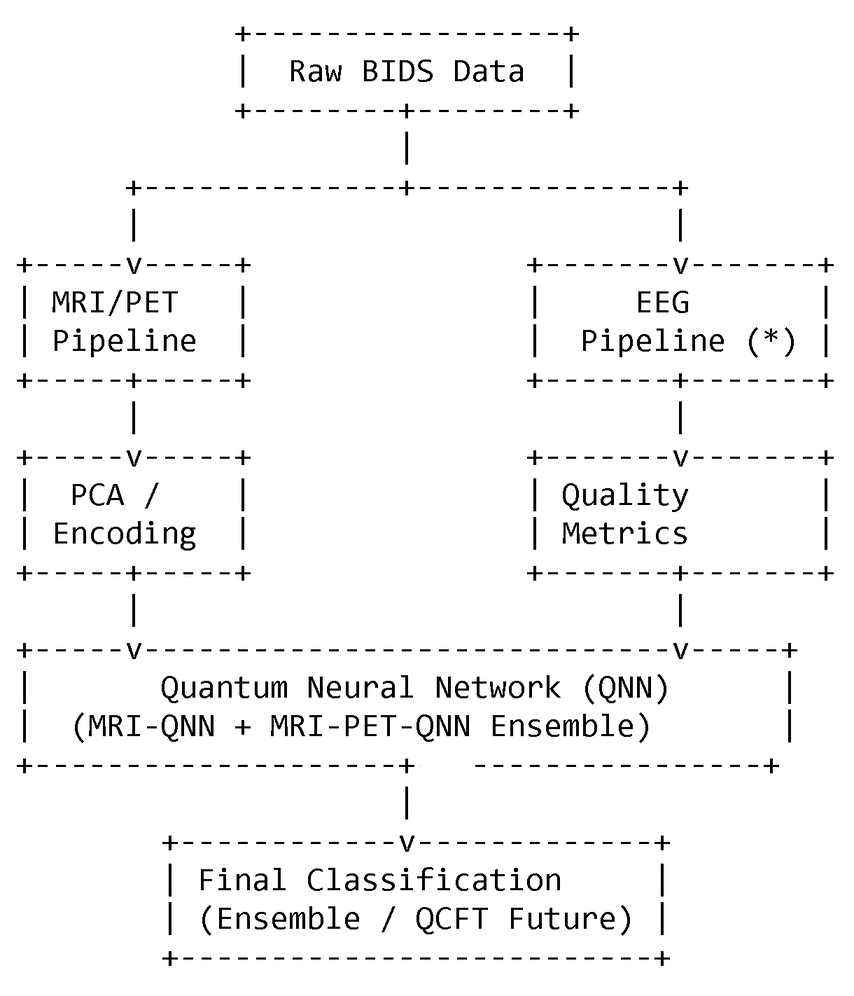 Raw BIDS Data
MRI/PET
Pipeline
EEG
Pipeline (*)
PCA /
Encoding
Quality
Metrics
Quantum Neural Network (QNN)
(MRI-QNN + MRI-PET-QNN Ensemble)
Final Classification
(Ensemble / QCFT Future)